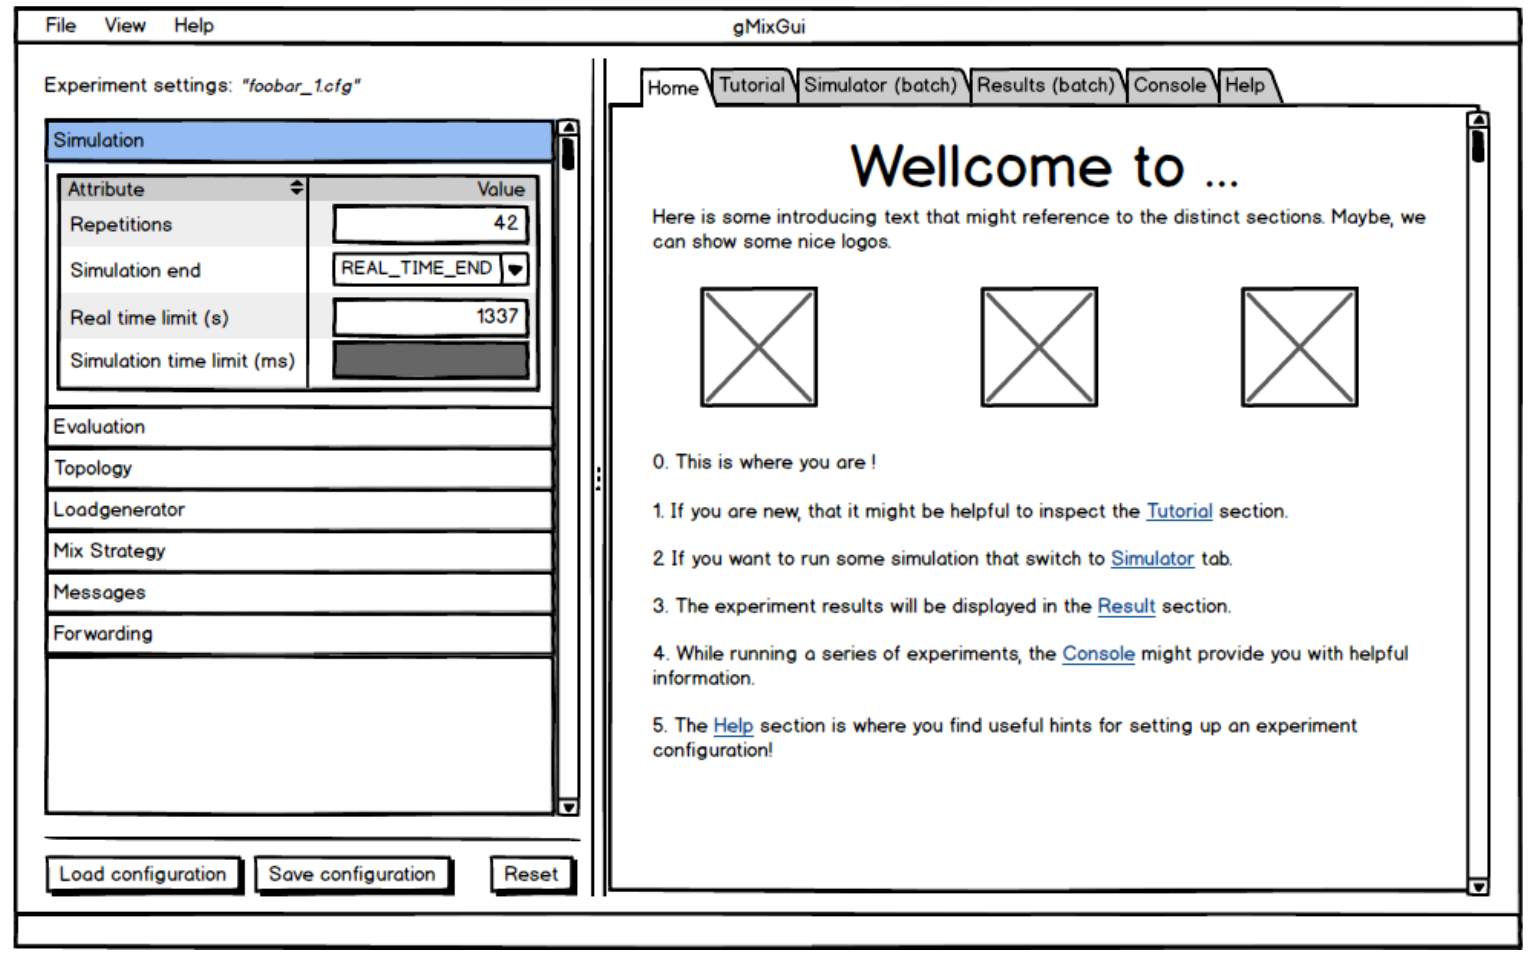 File View Help gMixGui
Experiment settings: "foobar_1.cfg"
Simulation
Attribute Value
Repetitions 42
Simulation end REAL_TIME_END
Real time limit (s) 1337
Simulation time limit (ms)
Evaluation
Topology
Loadgenerator
Mix Strategy
Messages
Forwarding
Load configuration Save configuration Reset
Home Tutorial Simulator (batch) Results (batch) Console Help
Wellcome to ...
Here is some introducing text that might reference to the distinct sections. Maybe, we
can show some nice logos.
0. This is where you are !
1. If you are new, that it might be helpful to inspect the Tutorial section.
2 If you want to run some simulation that switch to Simulator tab.
3. The experiment results will be displayed in the Result section.
4. While running a series of experiments, the Console might provide you with helpful
information.
5. The Help section is where you find useful hints for setting up an experiment
configuration!